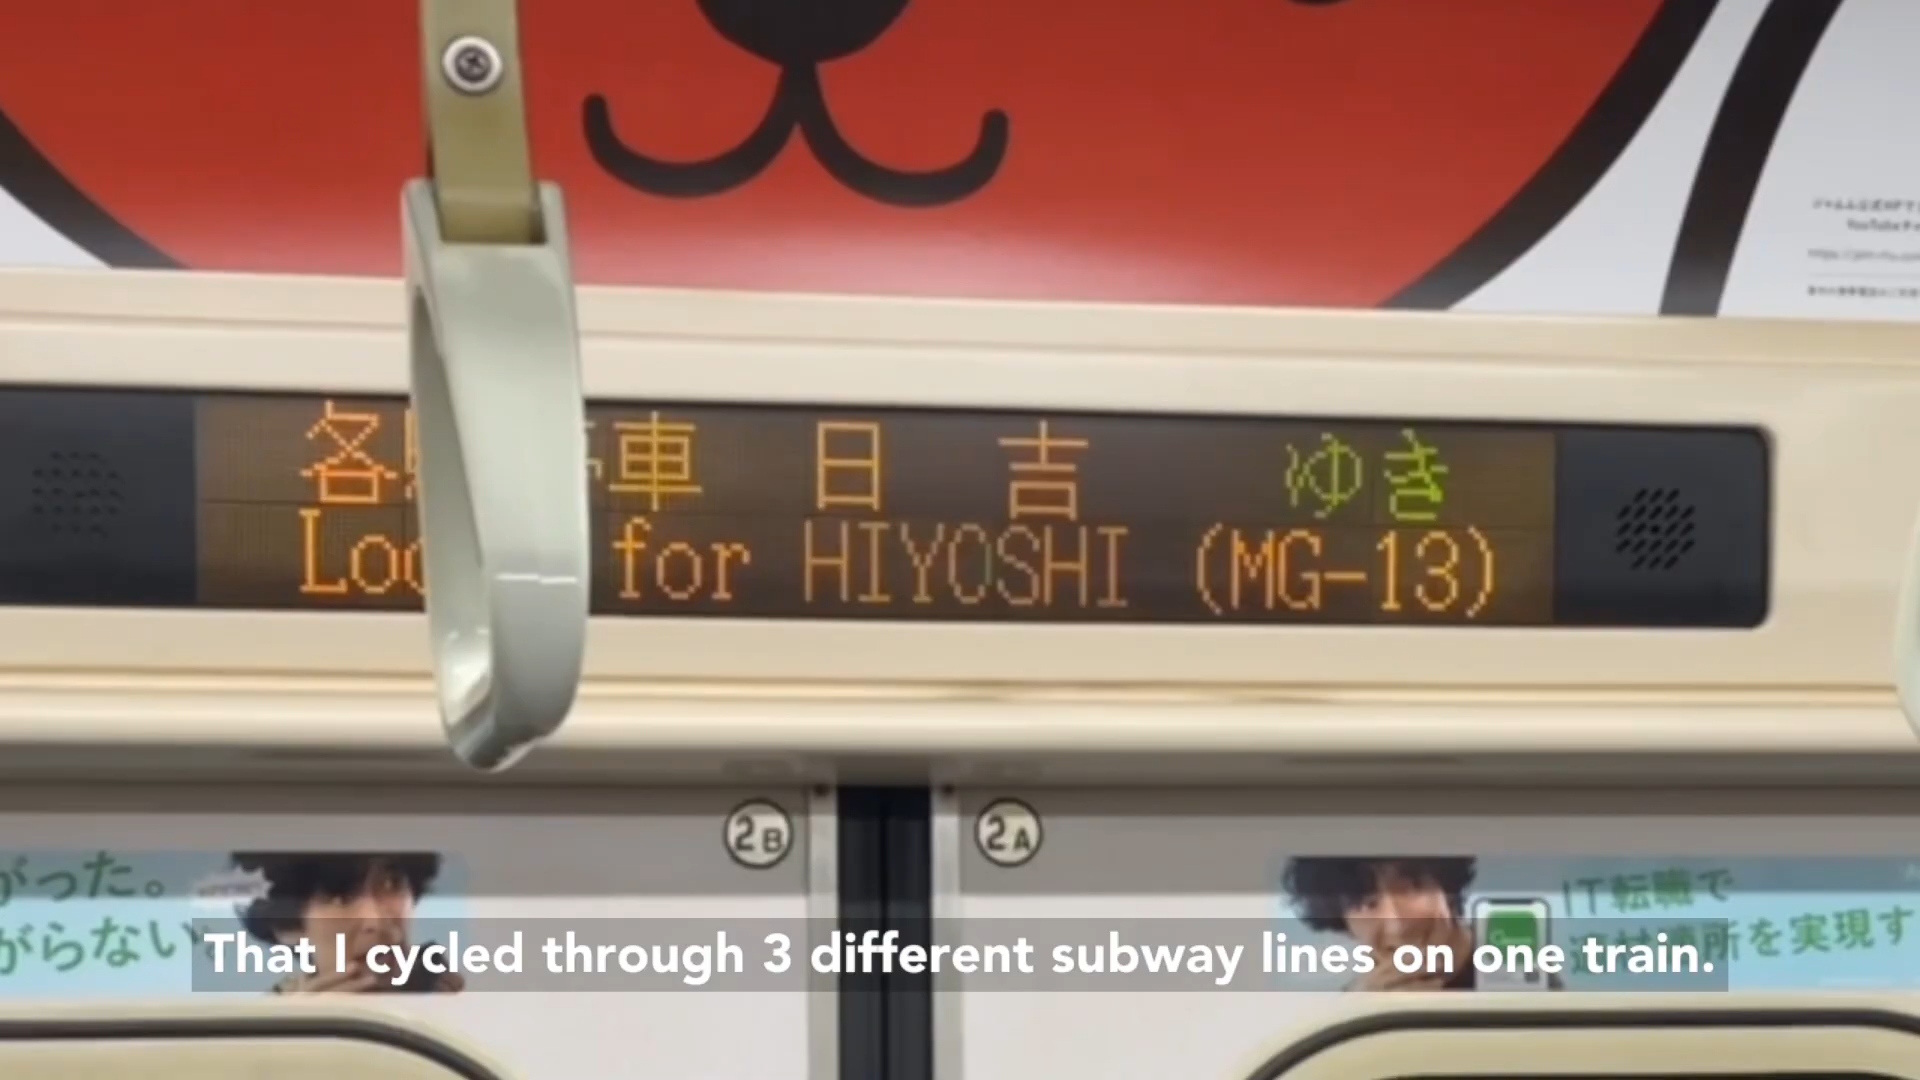 各 車 日 吉 ゆき
for HIYOSHI (MG-13)
2B
2A
がった。
がらない
IT転職で
を実現す
That I cycled through 3 different subway lines on one train.